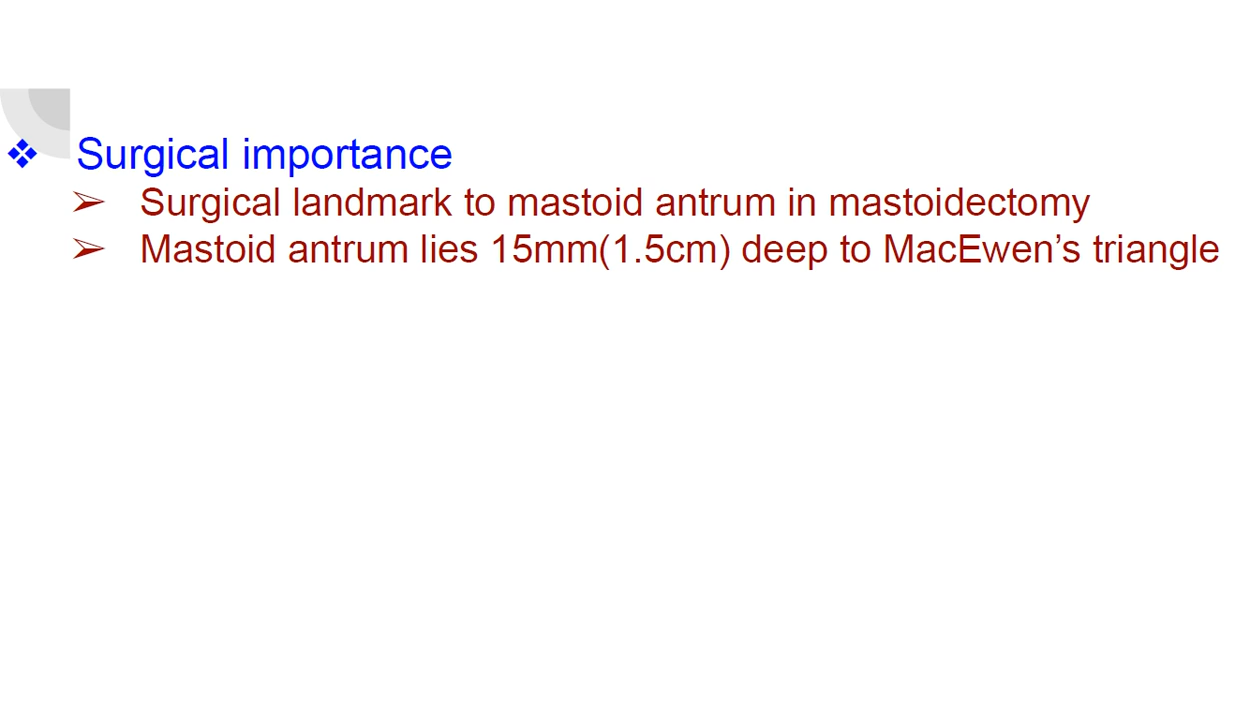 ❖ Surgical importance
➢ Surgical landmark to mastoid antrum in mastoidectomy
➢ Mastoid antrum lies 15mm(1.5cm) deep to MacEwen’s triangle